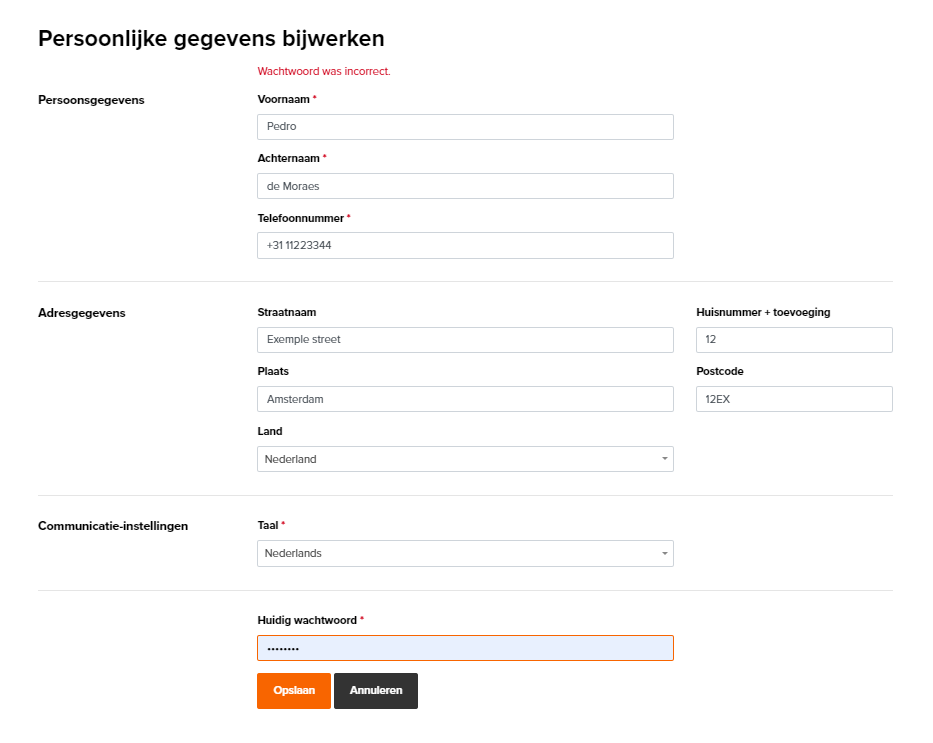 Persoonlijke gegevens bijwerken
Wachtwoord was incorrect.
Persoonsgegevens
Voornaam *
Pedro
Achternaam *
de Moraes
Telefoonnummer *
+31 11223344
Adresgegevens
Straatnaam
Huisnummer + toevoeging
Exemple street
12
Plaats
Postcode
Amsterdam
12EX
Land
Nederland
Communicatie-instellingen
Taal *
Nederlands
Huidig wachtwoord *
••••••••
Opslaan
Annuleren